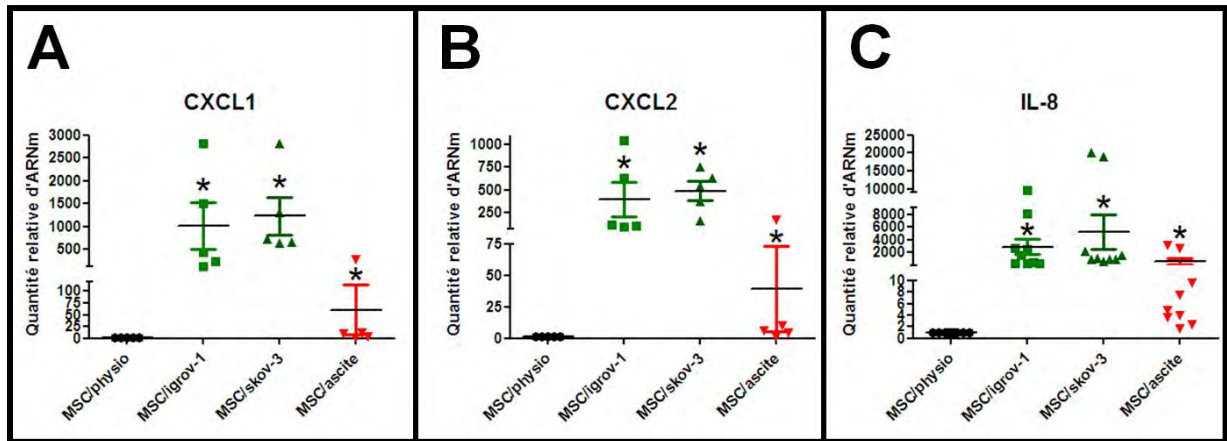 A
CXCL1
Quantité relative d'ARNm
3000
2500
2000
1500
1000
500
100
75
50
25
0
MSC/physio
MSC/igrov-1
MSC/skov-3
MSC/ascite
* * *
B
CXCL2
Quantité relative d'ARNm
1000
750
500
250
75
50
25
0
MSC/physio
MSC/igrov-1
MSC/skov-3
MSC/ascite
* * *
C
IL-8
Quantité relative d'ARNm
25000
20000
15000
10000
8000
6000
4000
2000
10
8
6
4
2
0
MSC/physio
MSC/igrov-1
MSC/skov-3
MSC/ascite
* * *